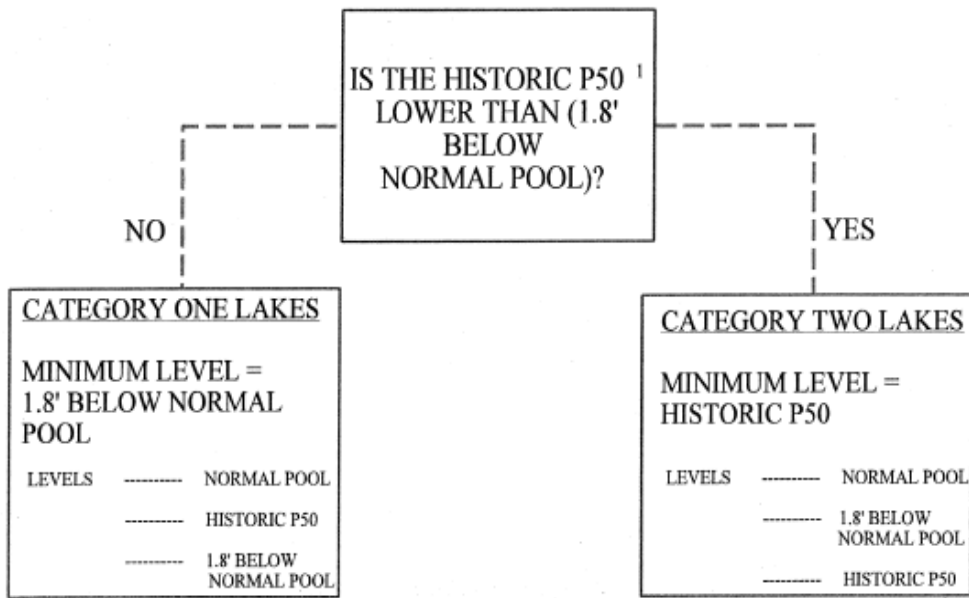 IS THE HISTORIC P50 1
LOWER THAN (1.8'
BELOW
NORMAL POOL)?
NO
YES
CATEGORY ONE LAKES
MINIMUM LEVEL =
1.8' BELOW NORMAL
POOL
LEVELS ---------- NORMAL POOL
---------- HISTORIC P50
---------- 1.8' BELOW
NORMAL POOL
CATEGORY TWO LAKES
MINIMUM LEVEL =
HISTORIC P50
LEVELS ---------- NORMAL POOL
---------- 1.8' BELOW
NORMAL POOL
---------- HISTORIC P50